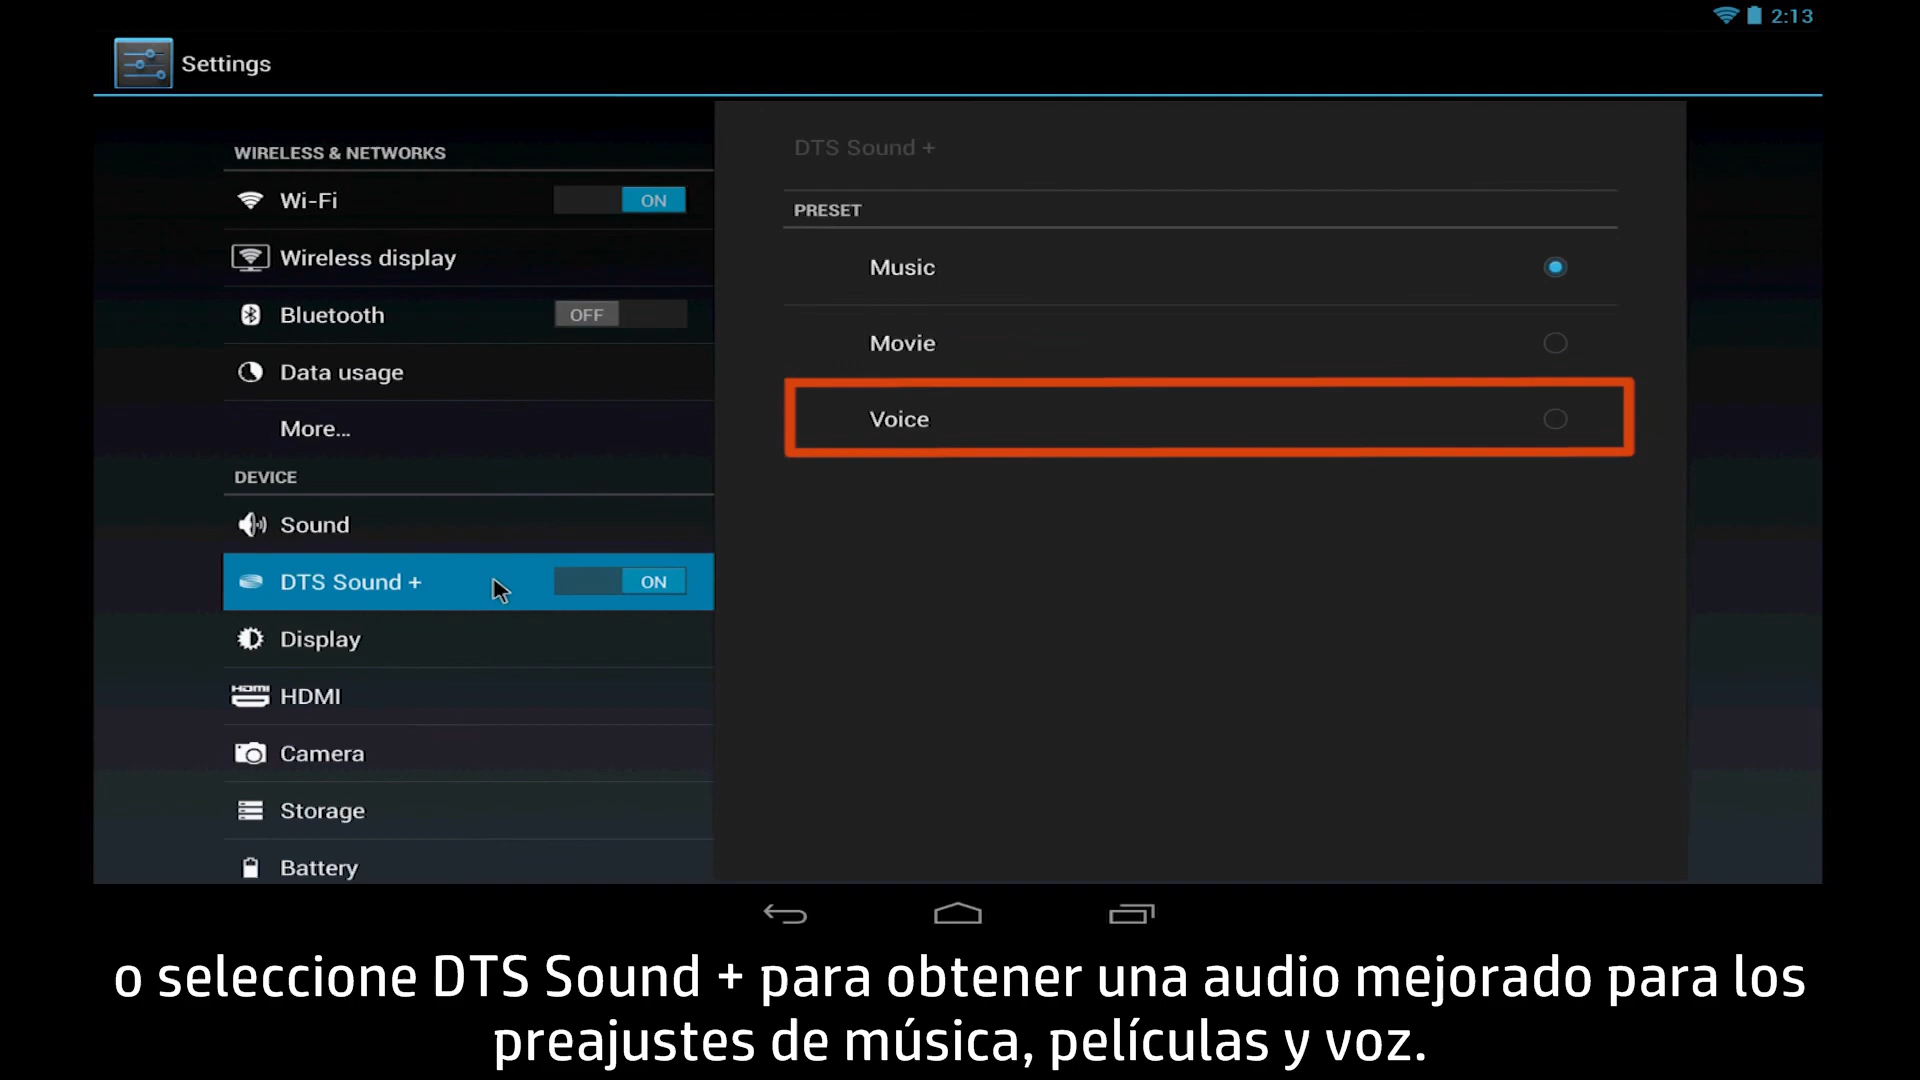 2:13
Settings
WIRELESS & NETWORKS
Wi-Fi ON
Wireless display
Bluetooth OFF
Data usage
More...
DEVICE
Sound
DTS Sound + ON
Display
HDMI HDMI
Camera
Storage
Battery
DTS Sound +
PRESET
Music
Movie
Voice
o seleccione DTS Sound + para obtener una audio mejorado para los
preajustes de música, películas y voz.